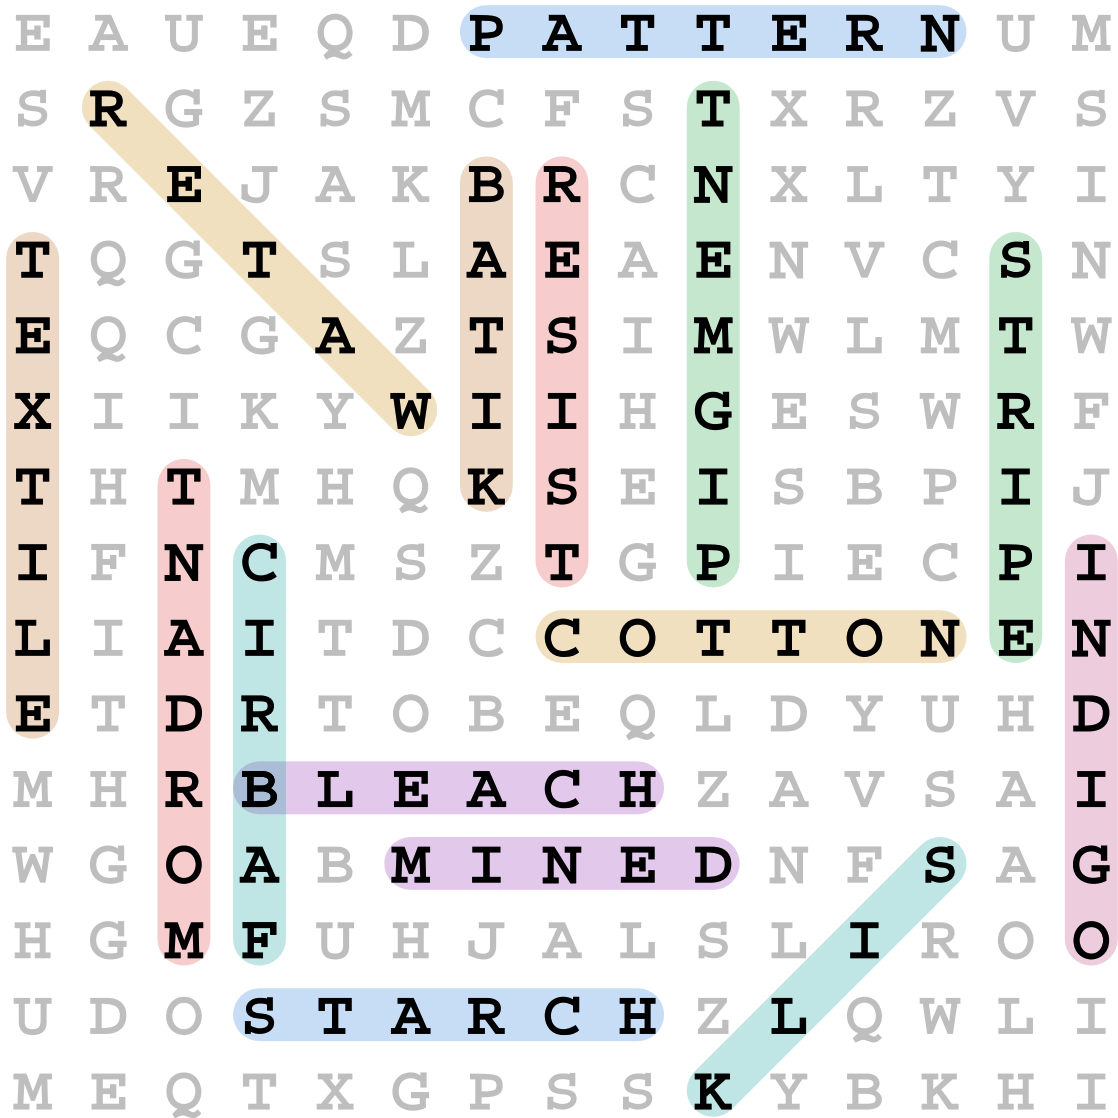 E A U E Q D P A T T E R N U M
S R G Z S M C F S T X R Z V S
V R E J A K B R C N X L T Y I
T Q G T S L A E A E N V C S N
E Q C G A Z T S I M W L M T W
X I I K Y W I I H G E S W R F
T H T M H Q K S E I S B P I J
I F N C M S Z T G P I E C P I
L I A I T D C C O T T O N E N
E T D R T O B E Q L D Y U H D
M H R B L E A C H Z A V S A I
W G O A B M I N E D N F S A G
H G M F U H J A L S L I R O O
U D O S T A R C H Z L Q W L I
M E Q T X G P S S K Y B K H I